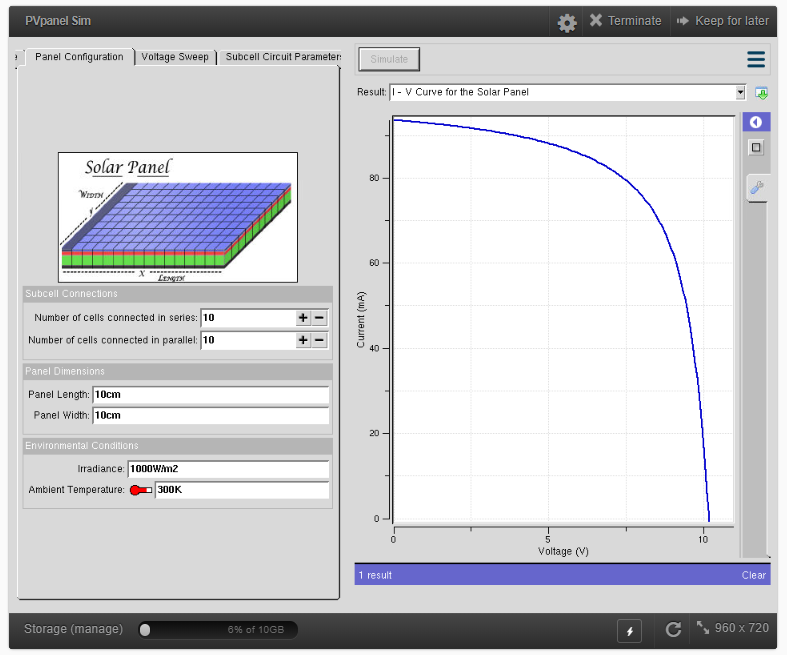 PVpanel Sim
Terminate
Keep for later
Panel Configuration
Voltage Sweep
Subcell Circuit Parameters
Solar Panel
WIDTH
Y
X
LENGTH
Subcell Connections
Number of cells connected in series: 10
Number of cells connected in parallel: 10
Panel Dimensions
Panel Length: 10cm
Panel Width: 10cm
Environmental Conditions
Irradiance: 1000W/m2
Ambient Temperature: 300K
Simulate
Result: I - V Curve for the Solar Panel
Current (mA)
80
60
40
20
0
0 5 10
Voltage (V)
1 result
Clear
Storage (manage)
6% of 10GB
960 x 720